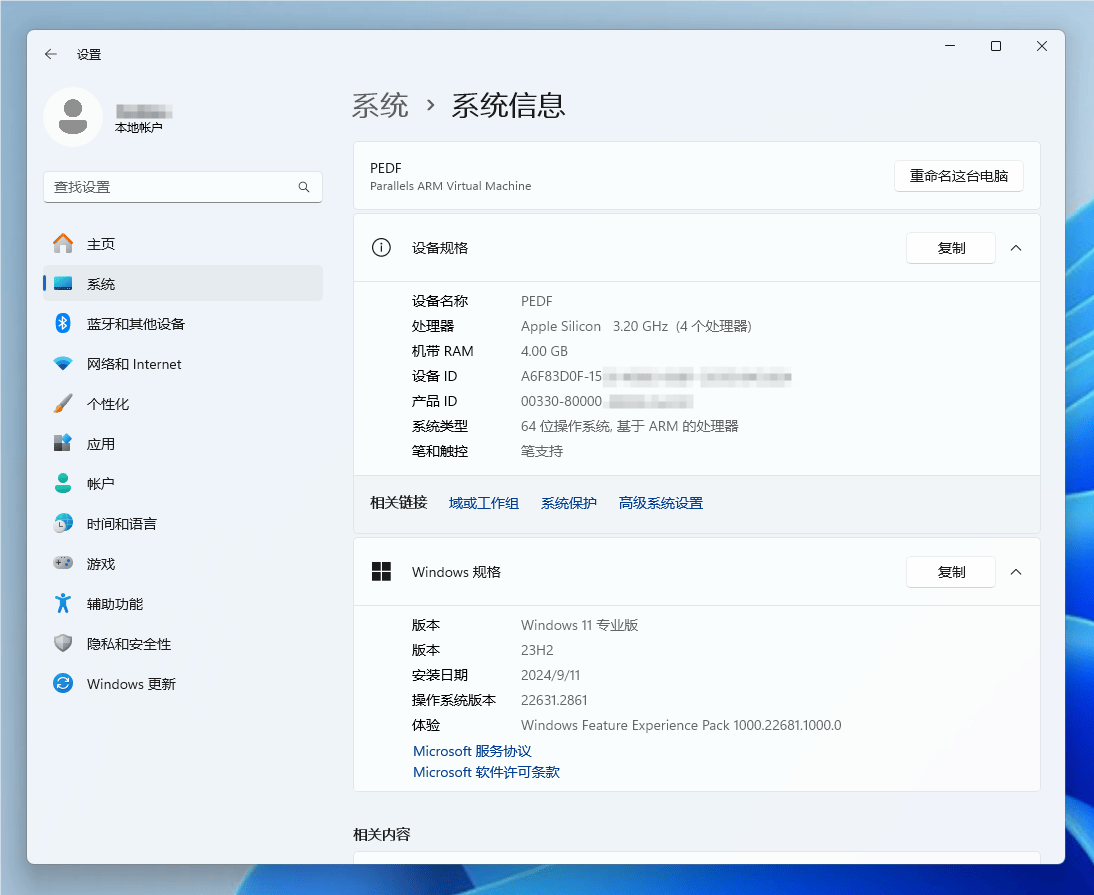 设置
本地帐户
查找设置
主页
系统
蓝牙和其他设备
网络和 Internet
个性化
应用
帐户
时间和语言
游戏
辅助功能
隐私和安全性
Windows 更新
系统 › 系统信息
PEDF
Parallels ARM Virtual Machine
重命名这台电脑
设备规格
复制
设备名称 PEDF
处理器 Apple Silicon 3.20 GHz (4 个处理器)
机带 RAM 4.00 GB
设备 ID A6F83D0F-15
产品 ID 00330-80000
系统类型 64 位操作系统, 基于 ARM 的处理器
笔和触控 笔支持
相关链接 域或工作组 系统保护 高级系统设置
Windows 规格
复制
版本 Windows 11 专业版
版本 23H2
安装日期 2024/9/11
操作系统版本 22631.2861
体验 Windows Feature Experience Pack 1000.22681.1000.0
Microsoft 服务协议
Microsoft 软件许可条款
相关内容